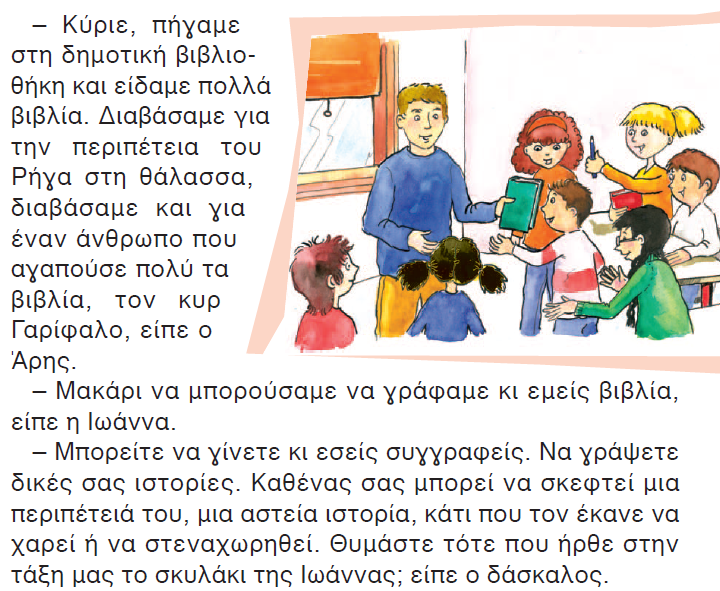 – Κύριε, πήγαμε
στη δημοτική βιβλιο-
θήκη και είδαμε πολλά
βιβλία. Διαβάσαμε για
την περιπέτεια του
Ρήγα στη θάλασσα,
διαβάσαμε και για
έναν άνθρωπο που
αγαπούσε πολύ τα
βιβλία, τον κυρ
Γαρίφαλο, είπε ο
Άρης.
– Μακάρι να μπορούσαμε να γράφαμε κι εμείς βιβλία,
είπε η Ιωάννα.
– Μπορείτε να γίνετε κι εσείς συγγραφείς. Να γράψετε
δικές σας ιστορίες. Καθένας σας μπορεί να σκεφτεί μια
περιπέτειά του, μια αστεία ιστορία, κάτι που τον έκανε να
χαρεί ή να στεναχωρηθεί. Θυμάστε τότε που ήρθε στην
τάξη μας το σκυλάκι της Ιωάννας; είπε ο δάσκαλος.